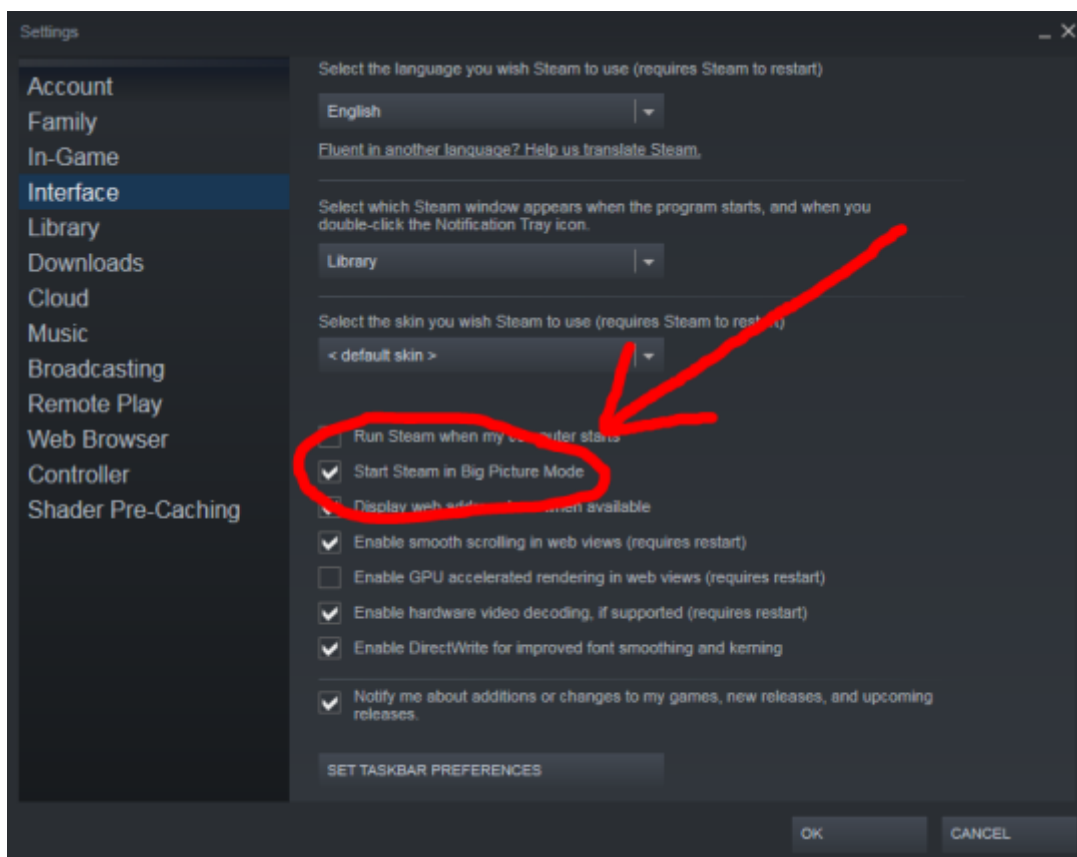 Settings
Account
Family
In-Game
Interface
Library
Downloads
Cloud
Music
Broadcasting
Remote Play
Web Browser
Controller
Shader Pre-Caching
Select the language you wish Steam to use (requires Steam to restart)
English
Fluent in another language? Help us translate Steam.
Select which Steam window appears when the program starts, and when you
double-click the Notification Tray icon.
Library
Select the skin you wish Steam to use (requires Steam to restart)
< default skin >
Run Steam when my computer starts
Start Steam in Big Picture Mode
Display web address when available
Enable smooth scrolling in web views (requires restart)
Enable GPU accelerated rendering in web views (requires restart)
Enable hardware video decoding, if supported (requires restart)
Enable DirectWrite for improved font smoothing and kerning
Notify me about additions or changes to my games, new releases, and upcoming
releases.
SET TASKBAR PREFERENCES
OK
CANCEL